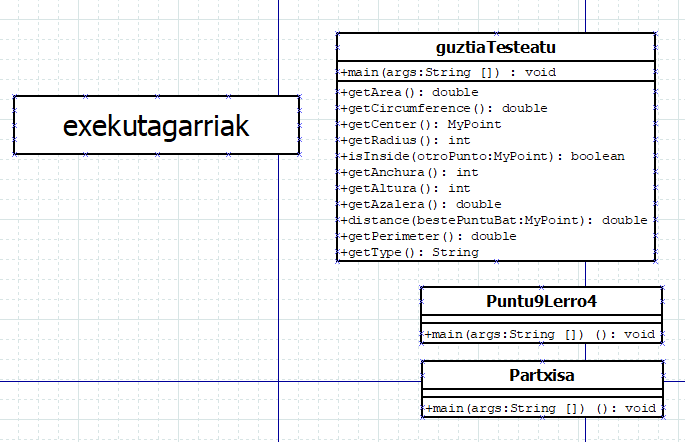 exekutagarriak
guztiaTesteatu
+main(args:String []) : void
+getArea(): double
+getCircumference(): double
+getCenter(): MyPoint
+getRadius(): int
+isInside(otroPunto:MyPoint): boolean
+getAnchura(): int
+getAltura(): int
+getAzalera(): double
+distance(bestePuntuBat:MyPoint): double
+getPerimeter(): double
+getType(): String
Puntu9Lerro4
+main(args:String []) (): void
Partxisa
+main(args:String []) (): void